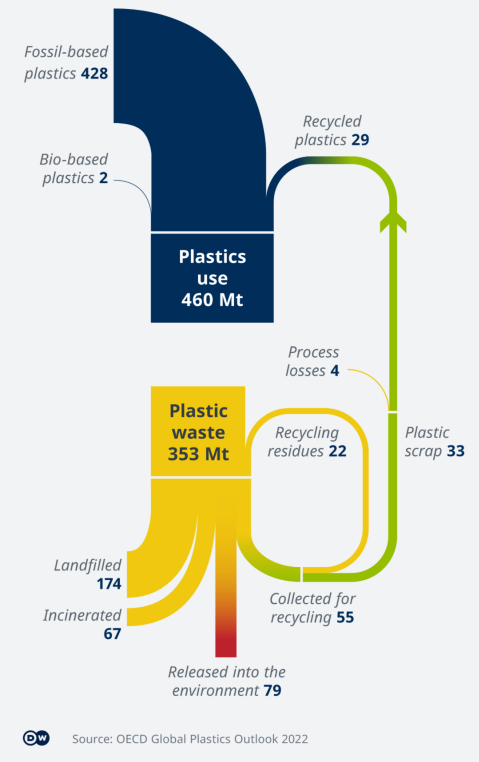 Fossil-based
plastics 428
Recycled
plastics 29
Bio-based
plastics 2
Plastics
use
460 Mt
Process
losses 4
Plastic
waste
353 Mt
Recycling
residues 22
Plastic
scrap 33
Landfilled
174
Collected for
recycling 55
Incinerated
67
Released into the
environment 79
DW
Source: OECD Global Plastics Outlook 2022